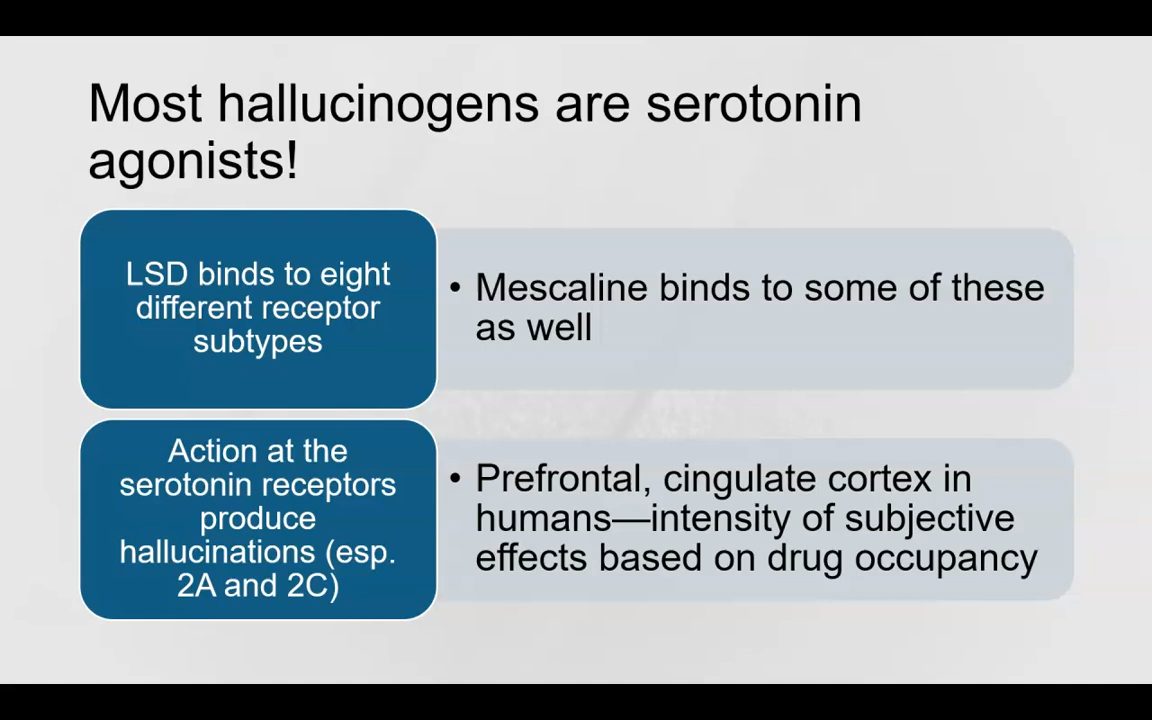 Most hallucinogens are serotonin
agonists!
LSD binds to eight
different receptor
subtypes
• Mescaline binds to some of these
as well
Action at the
serotonin receptors
produce
hallucinations (esp.
2A and 2C)
• Prefrontal, cingulate cortex in
humans—intensity of subjective
effects based on drug occupancy